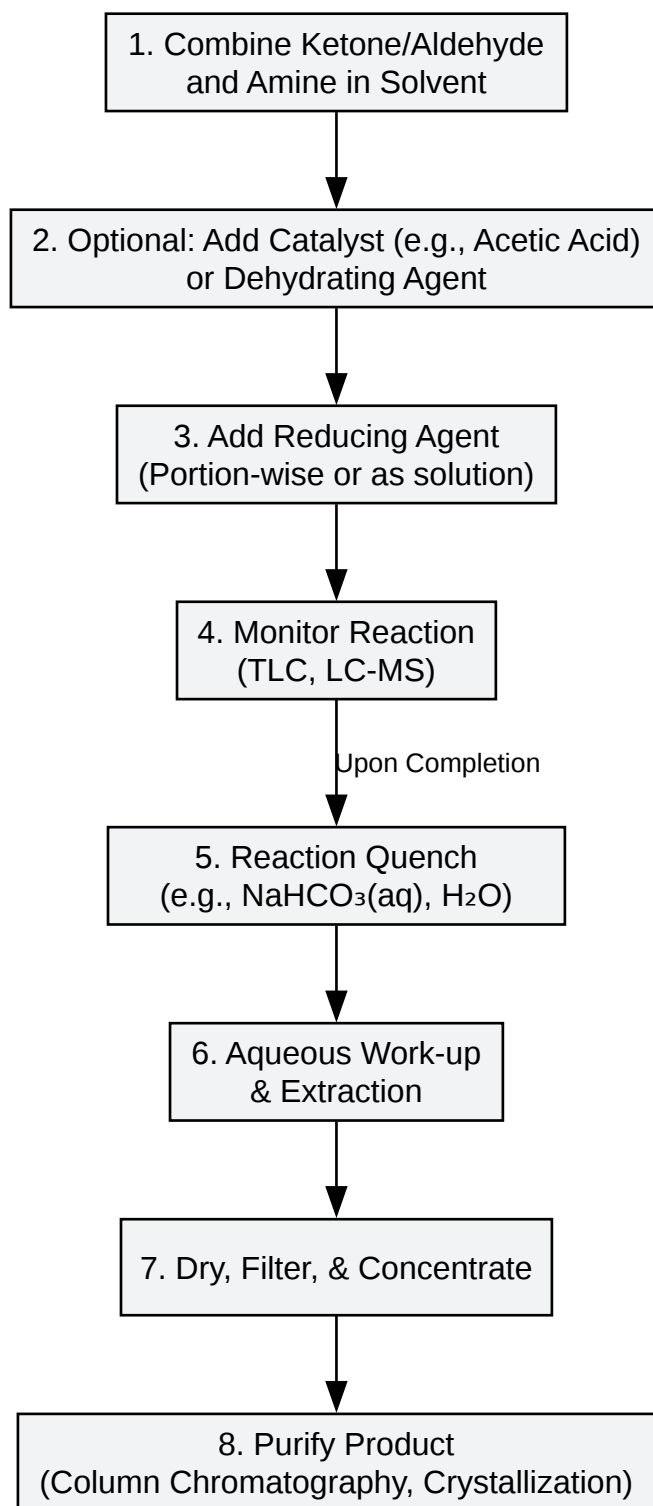 1. Combine Ketone/Aldehyde
and Amine in Solvent
2. Optional: Add Catalyst (e.g., Acetic Acid)
or Dehydrating Agent
3. Add Reducing Agent
(Portion-wise or as solution)
4. Monitor Reaction
(TLC, LC-MS)
Upon Completion
5. Reaction Quench
(e.g., NaHCO₃(aq), H₂O)
6. Aqueous Work-up
& Extraction
7. Dry, Filter, & Concentrate
8. Purify Product
(Column Chromatography, Crystallization)